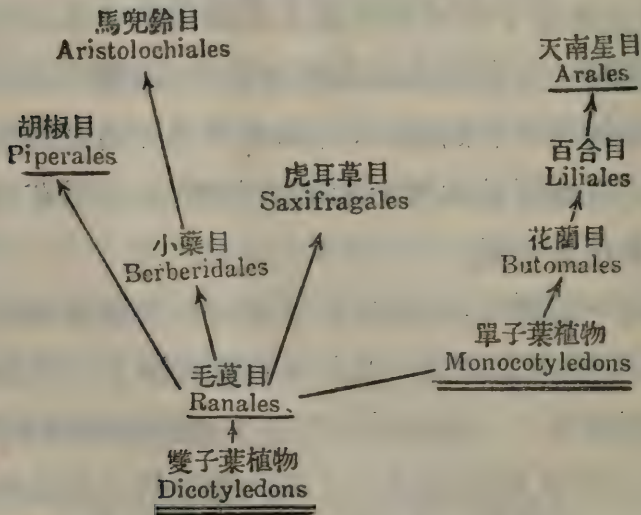 馬兜鈴目
Aristolochiales
天南星目
Arales
胡椒目
Piperales
百合目
Liliales
虎耳草目
Saxifragales
小蘗目
Berberidales
花藺目
Butomales
單子葉植物
Monocotyledons
毛茛目
Ranales
雙子葉植物
Dicotyledons